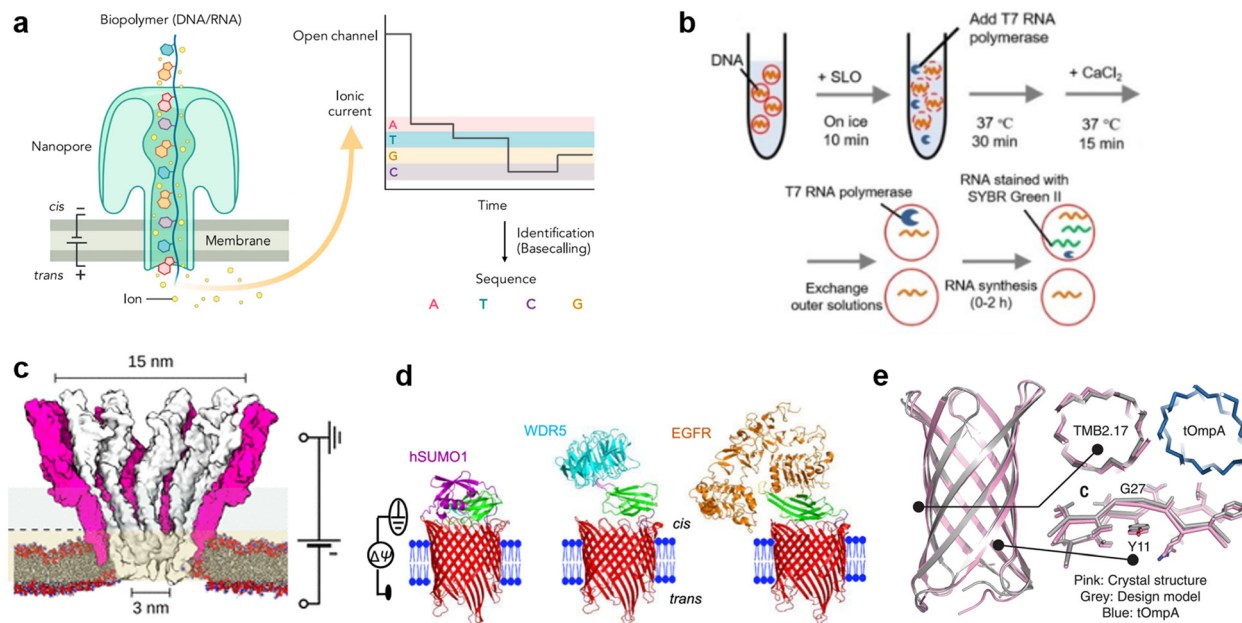 a
Biopolymer (DNA/RNA)
Nanopore
cis
–
trans
+
Membrane
Ion
Open channel
Ionic
current
A
T
G
C
Time
Identification
(Basecalling)
Sequence
A T C G
b
DNA
+ SLO
On ice
10 min
Add T7 RNA
polymerase
37 °C
30 min
+ CaCl2
37 °C
15 min
T7 RNA polymerase
Exchange
outer solutions
RNA stained with
SYBR Green II
RNA synthesis
(0-2 h)
c
15 nm
3 nm
-
d
hSUMO1
WDR5
EGFR
ΔΨ
cis
trans
e
TMB2.17
tOmpA
C
G27
Y11
Pink: Crystal structure
Grey: Design model
Blue: tOmpA